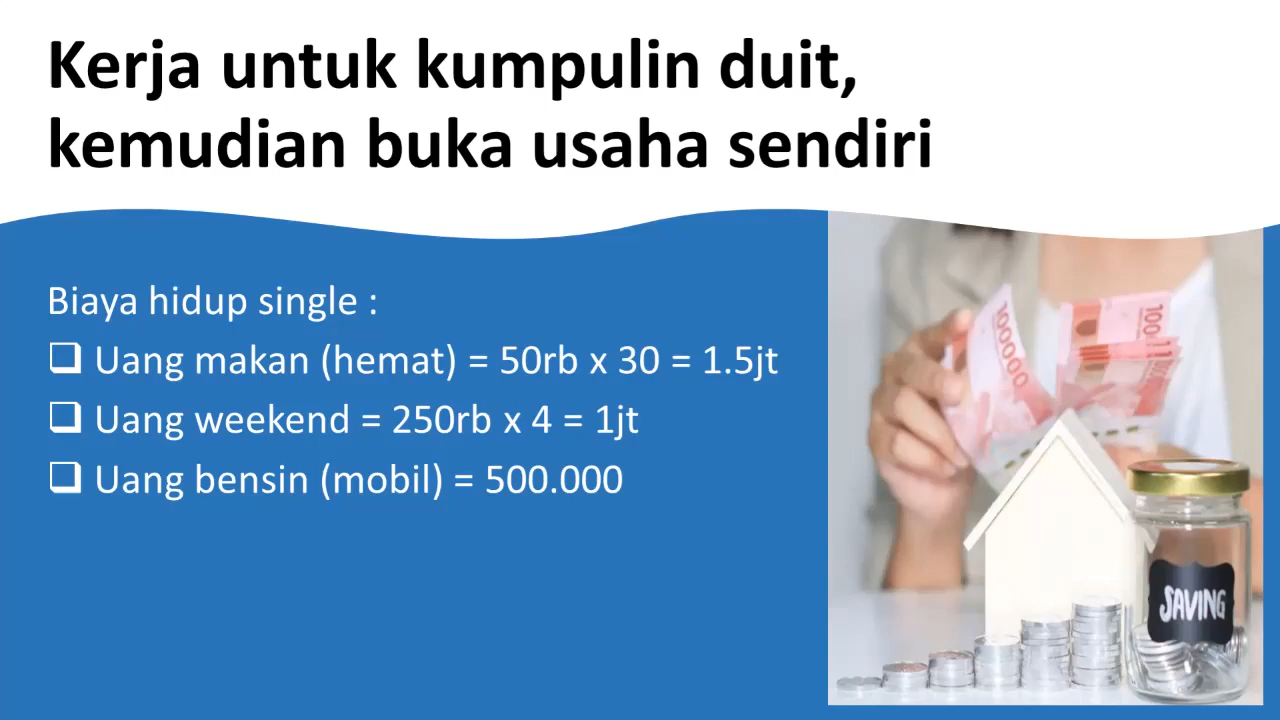 Kerja untuk kumpulin duit,
kemudian buka usaha sendiri
Biaya hidup single :
❑ Uang makan (hemat) = 50rb x 30 = 1.5jt
❑ Uang weekend = 250rb x 4 = 1jt
❑ Uang bensin (mobil) = 500.000
100000
100
SAVING